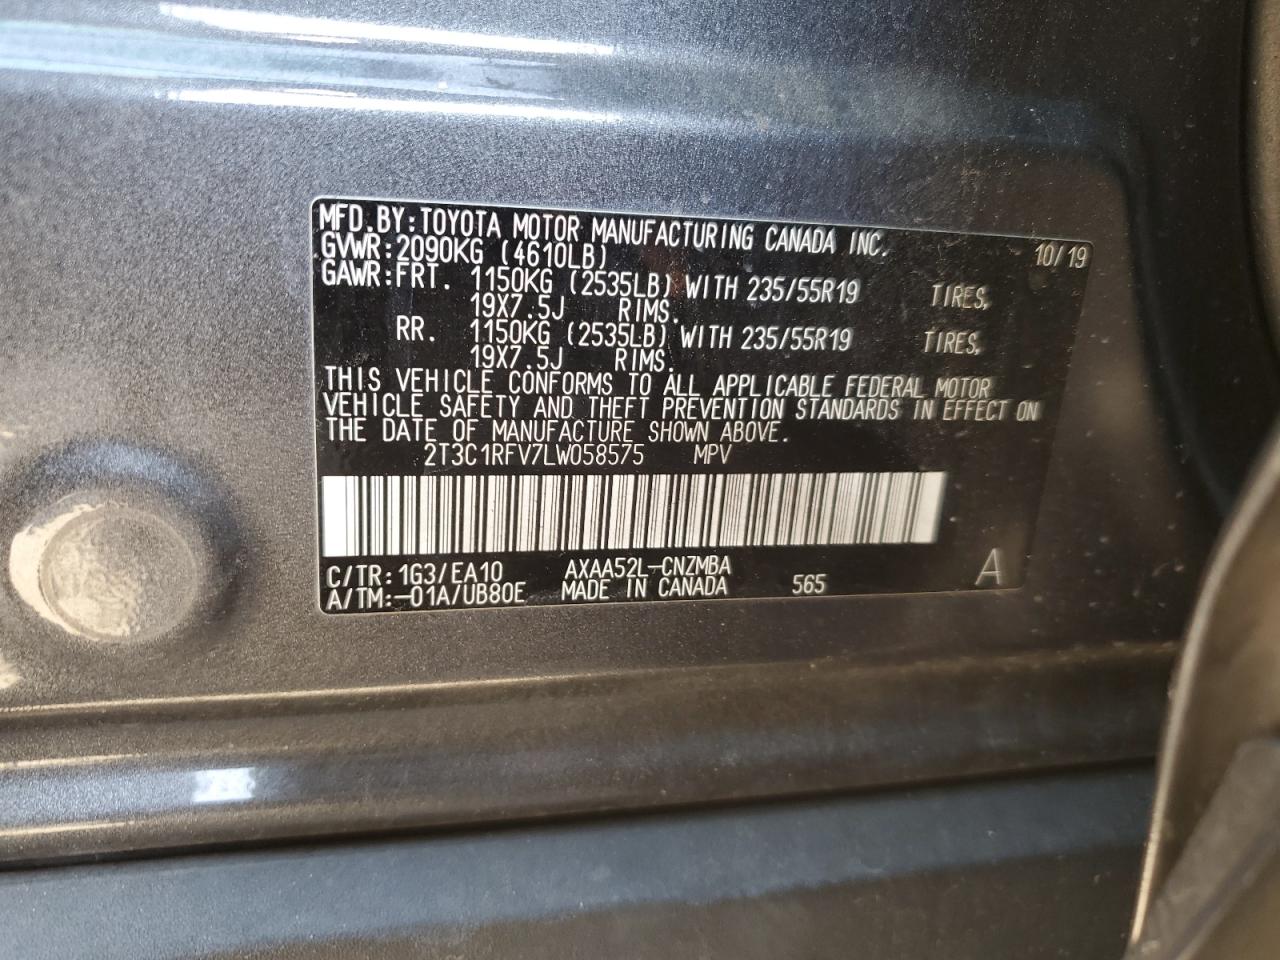 MFD.BY:TOYOTA MOTOR MANUFACTURING CANADA INC. 10/19
GVWR:2090KG (4610LB)
GAWR:FRT. 1150KG (2535LB) WITH 235/55R19 TIRES,
19X7.5J RIMS.
RR. 1150KG (2535LB) WITH 235/55R19 TIRES,
19X7.5J RIMS.
THIS VEHICLE CONFORMS TO ALL APPLICABLE FEDERAL MOTOR
VEHICLE SAFETY AND THEFT PREVENTION STANDARDS IN EFFECT ON
THE DATE OF MANUFACTURE SHOWN ABOVE.
2T3C1RFV7LW058575 MPV
C/TR:1G3/EA10 AXAA52L-CNZMBA
A/TM:-01A/UB80E MADE IN CANADA 565 A